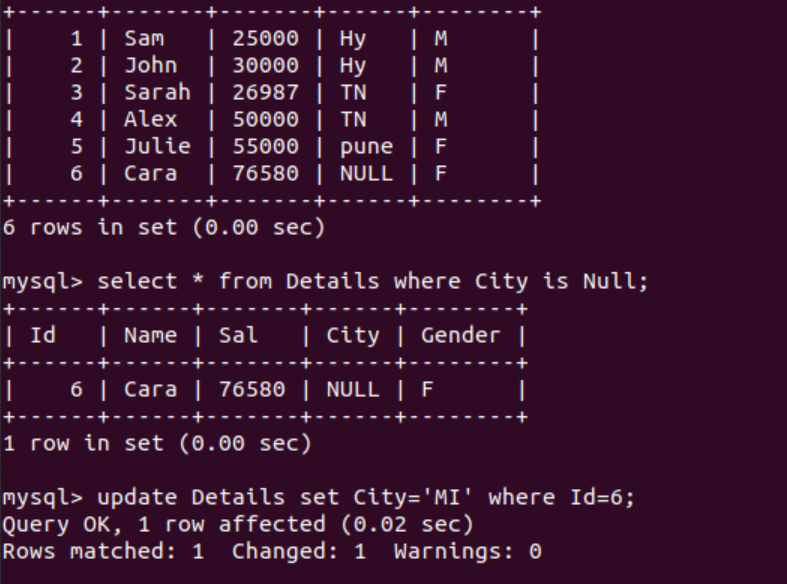 +------+-------+-------+------+--------+
|    1 | Sam   | 25000 | Hy   | M      |
|    2 | John  | 30000 | Hy   | M      |
|    3 | Sarah | 26987 | TN   | F      |
|    4 | Alex  | 50000 | TN   | M      |
|    5 | Julie | 55000 | pune | F      |
|    6 | Cara  | 76580 | NULL | F      |
+------+-------+-------+------+--------+
6 rows in set (0.00 sec)

mysql> select * from Details where City is Null;
+------+------+-------+------+--------+
| Id   | Name | Sal   | City | Gender |
+------+------+-------+------+--------+
|    6 | Cara | 76580 | NULL | F      |
+------+------+-------+------+--------+
1 row in set (0.00 sec)

mysql> update Details set City='MI' where Id=6;
Query OK, 1 row affected (0.02 sec)
Rows matched: 1  Changed: 1  Warnings: 0